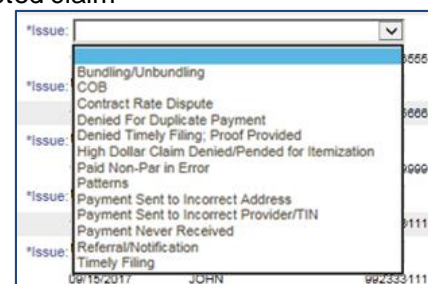 *Issue:
5555
Bundling/Unbundling
*Issue: COB
Contract Rate Dispute
Denied For Duplicate Payment
*Issue: Denied Timely Filing; Proof Provided
High Dollar Claim Denied/Pended for Itemization
Paid Non-Par in Error
Patterns
*Issue: Payment Sent to Incorrect Address
Payment Sent to Incorrect Provider/TIN
Payment Never Received
*Issue: Referral/Notification
Timely Filing
09/15/2017 JOHN 992333111